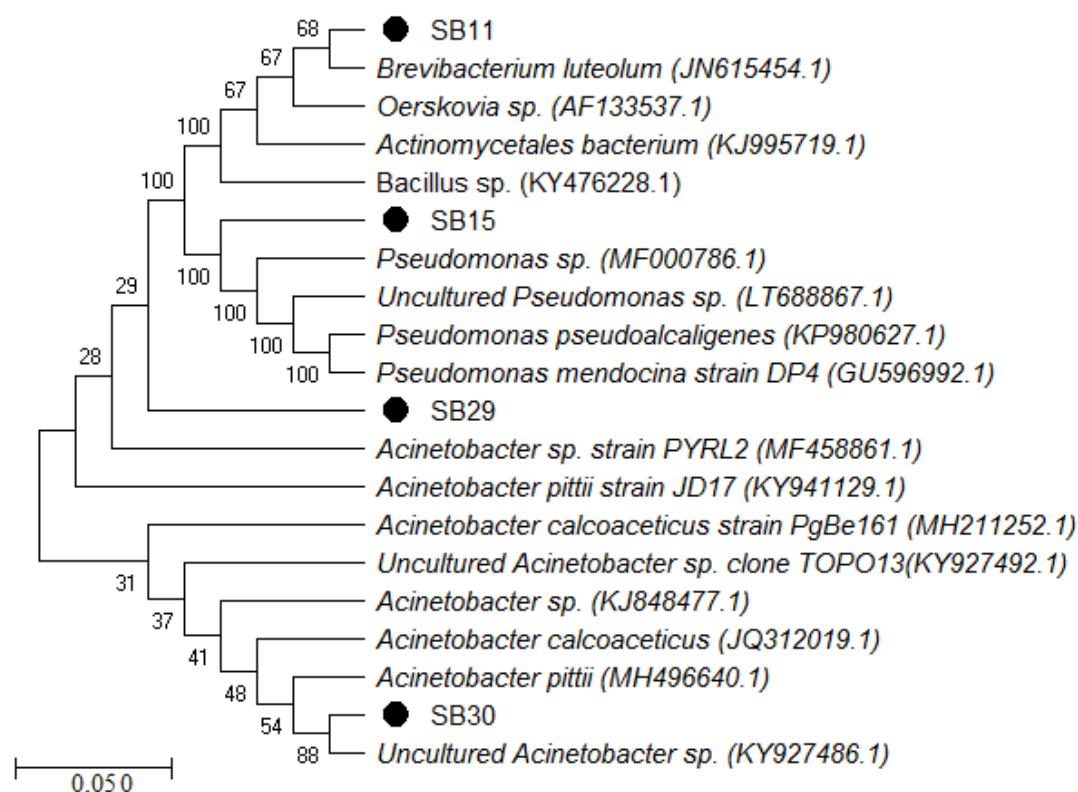 68
SB11
67
Brevibacterium luteolum (JN615454.1)
67
Oerskovia sp. (AF133537.1)
100
Actinomycetales bacterium (KJ995719.1)
100
Bacillus sp. (KY476228.1)
SB15
100
Pseudomonas sp. (MF000786.1)
29
Uncultured Pseudomonas sp. (LT688867.1)
100
Pseudomonas pseudoalcaligenes (KP980627.1)
100
28
Pseudomonas mendocina strain DP4 (GU596992.1)
100
SB29
Acinetobacter sp. strain PYRL2 (MF458861.1)
Acinetobacter pittii strain JD17 (KY941129.1)
Acinetobacter calcoaceticus strain PgBe161 (MH211252.1)
Uncultured Acinetobacter sp. clone TOPO13(KY927492.1)
31
Acinetobacter sp. (KJ848477.1)
37
Acinetobacter calcoaceticus (JQ312019.1)
41
Acinetobacter pittii (MH496640.1)
48
SB30
54
Uncultured Acinetobacter sp. (KY927486.1)
88
0.050